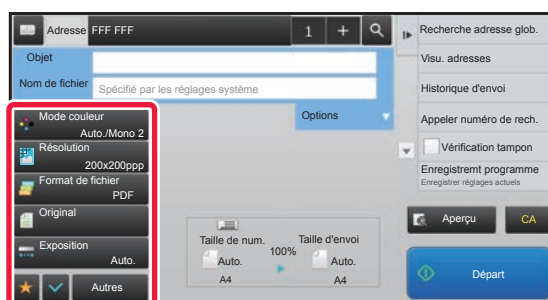 Adresse FFF FFF 1 +
Objet
Nom de fichier Spécifié par les réglages système
Options
Mode couleur
Auto./Mono 2
Résolution
200x200ppp
Format de fichier
PDF
Original
Exposition
Auto.
Autres
Taille de num. 100% Taille d'envoi
Auto. Auto.
A4 A4
Recherche adresse glob.
Visu. adresses
Historique d'envoi
Appeler numéro de rech.
Vérification tampon
Enregistremt programme
Enregistrer réglages actuels
Aperçu CA
Départ